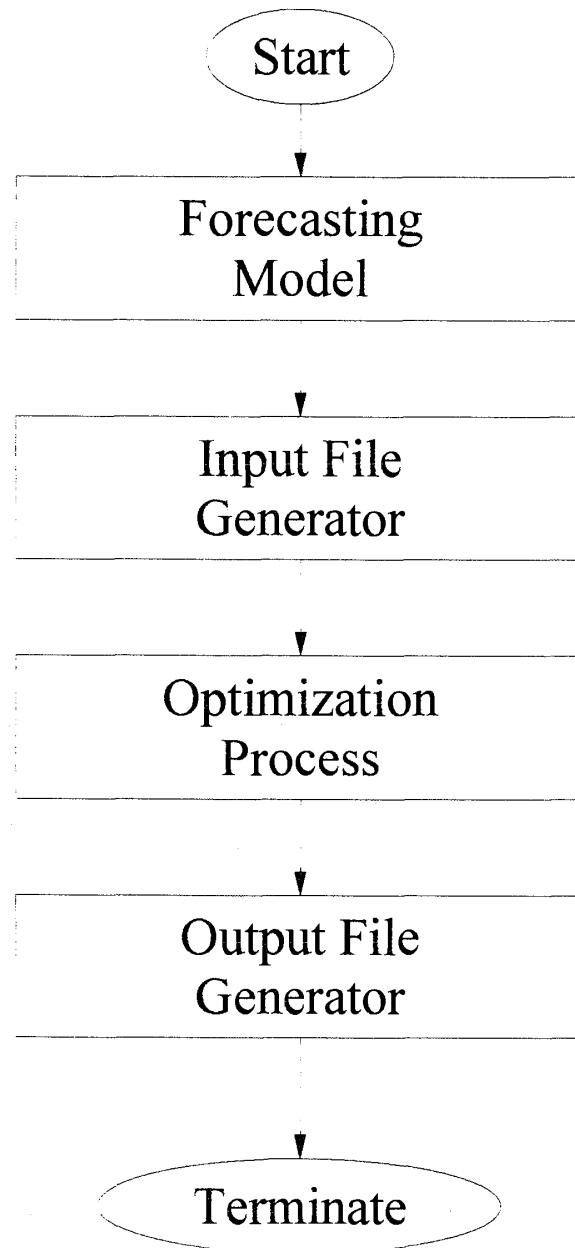 Start
Forecasting
Model
Input File
Generator
Optimization
Process
Output File
Generator
Terminate